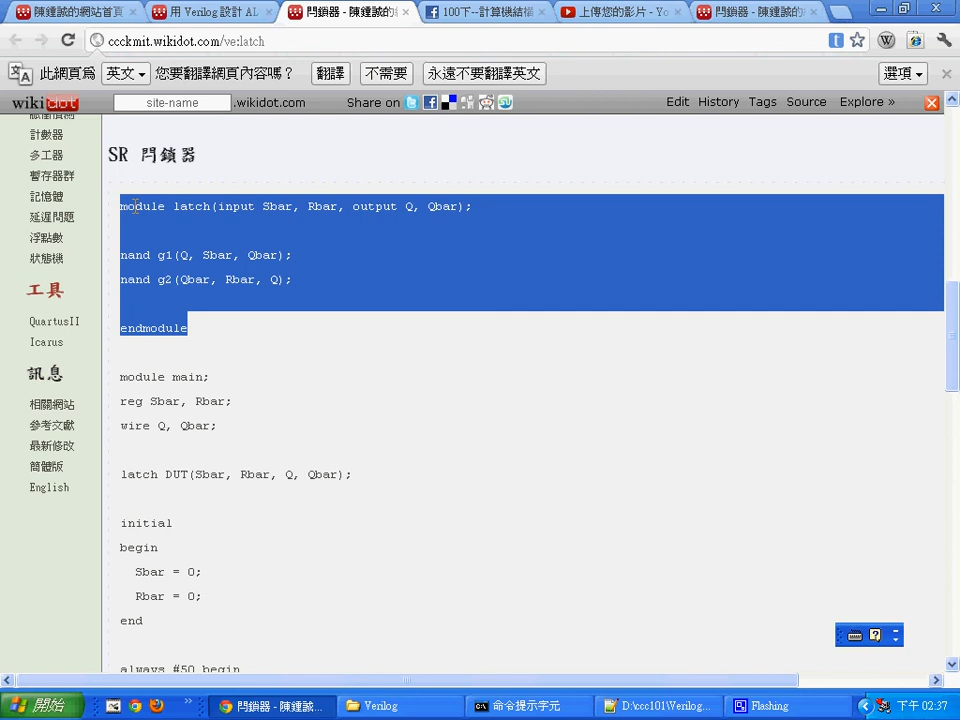 陳鍾誠的網站首頁
用 Verilog 設計 AL
閂鎖器 - 陳鍾誠的
100下--計算機結構
上傳您的影片 - Yo
閂鎖器 - 陳鍾誠的
ccckmit.wikidot.com/ve:latch
此網頁為 英文 您要翻譯網頁內容嗎？ 翻譯 不需要 永遠不要翻譯英文 選項
wikidot site-name .wikidot.com Share on Edit History Tags Source Explore »
計數器
多工器
暫存器群
記憶體
延遲問題
浮點數
狀態機
工具
QuartusII
Icarus
訊息
相關網站
參考文獻
最新修改
簡體版
English
SR 閂鎖器
module latch(input Sbar, Rbar, output Q, Qbar);
nand g1(Q, Sbar, Qbar);
nand g2(Qbar, Rbar, Q);
endmodule
module main;
reg Sbar, Rbar;
wire Q, Qbar;
latch DUT(Sbar, Rbar, Q, Qbar);
initial
begin
Sbar = 0;
Rbar = 0;
end
always #50 begin
開始 閂鎖器 - 陳鍾誠... Verilog 命令提示字元 D:\ccc101\Verilog... Flashing 下午 02:37